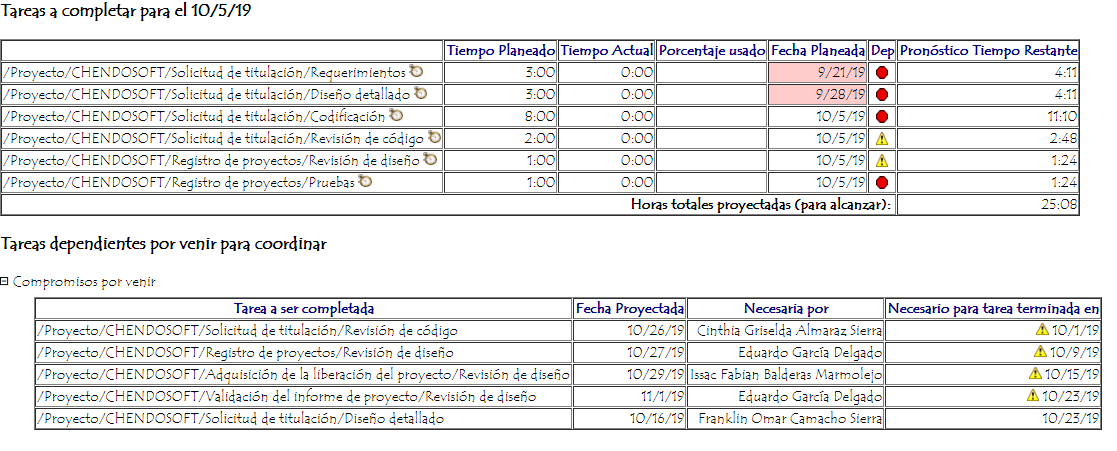 Tareas a completar para el 10/5/19
Tiempo Planeado Tiempo Actual Porcentaje usado Fecha Planeada Dep Pronóstico Tiempo Restante
/Proyecto/CHENDOSOFT/Solicitud de titulación/Requerimientos 3:00 0:00 9/21/19 4:11
/Proyecto/CHENDOSOFT/Solicitud de titulación/Diseño detallado 3:00 0:00 9/28/19 4:11
/Proyecto/CHENDOSOFT/Solicitud de titulación/Codificación 8:00 0:00 10/5/19 11:10
/Proyecto/CHENDOSOFT/Solicitud de titulación/Revisión de código 2:00 0:00 10/5/19 2:48
/Proyecto/CHENDOSOFT/Registro de proyectos/Revisión de diseño 1:00 0:00 10/5/19 1:24
/Proyecto/CHENDOSOFT/Registro de proyectos/Pruebas 1:00 0:00 10/5/19 1:24
Horas totales proyectadas (para alcanzar): 25:08
Tareas dependientes por venir para coordinar
Compromisos por venir
Tarea a ser completada Fecha Proyectada Necesaria por Necesario para tarea terminada en
/Proyecto/CHENDOSOFT/Solicitud de titulación/Revisión de código 10/26/19 Cinthia Griselda Almaraz Sierra 10/1/19
/Proyecto/CHENDOSOFT/Registro de proyectos/Revisión de diseño 10/27/19 Eduardo García Delgado 10/9/19
/Proyecto/CHENDOSOFT/Adquisición de la liberación del proyecto/Revisión de diseño 10/29/19 Issac Fabian Balderas Marmolejo 10/15/19
/Proyecto/CHENDOSOFT/Validación del informe de proyecto/Revisión de diseño 11/1/19 Eduardo García Delgado 10/23/19
/Proyecto/CHENDOSOFT/Solicitud de titulación/Diseño detallado 10/16/19 Franklin Omar Camacho Sierra 10/23/19